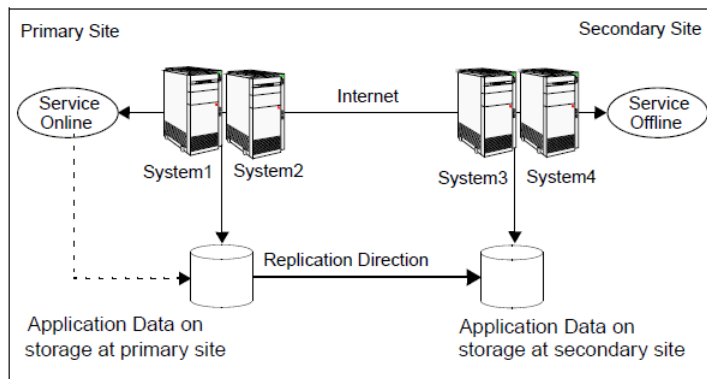 Primary Site
Secondary Site
Service
Online
Internet
Service
Offline
System1
System2
System3
System4
Replication Direction
Application Data on
storage at primary site
Application Data on
storage at secondary site